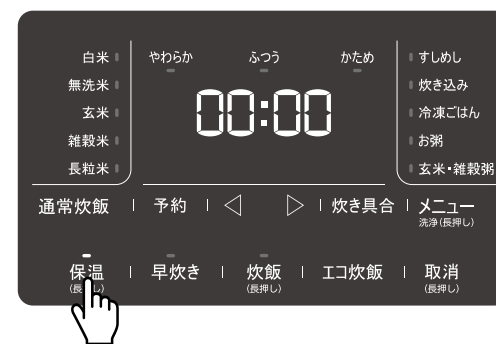 白米
無洗米
玄米
雑穀米
長粒米
やわらか ふつう かため
00:00
すしめし
炊き込み
冷凍ごはん
お粥
玄米・雑穀粥
通常炊飯 予約 炊き具合 メニュー
洗浄(長押し)
保温 早炊き 炊飯 エコ炊飯 取消
(長押し) (長押し) (長押し)